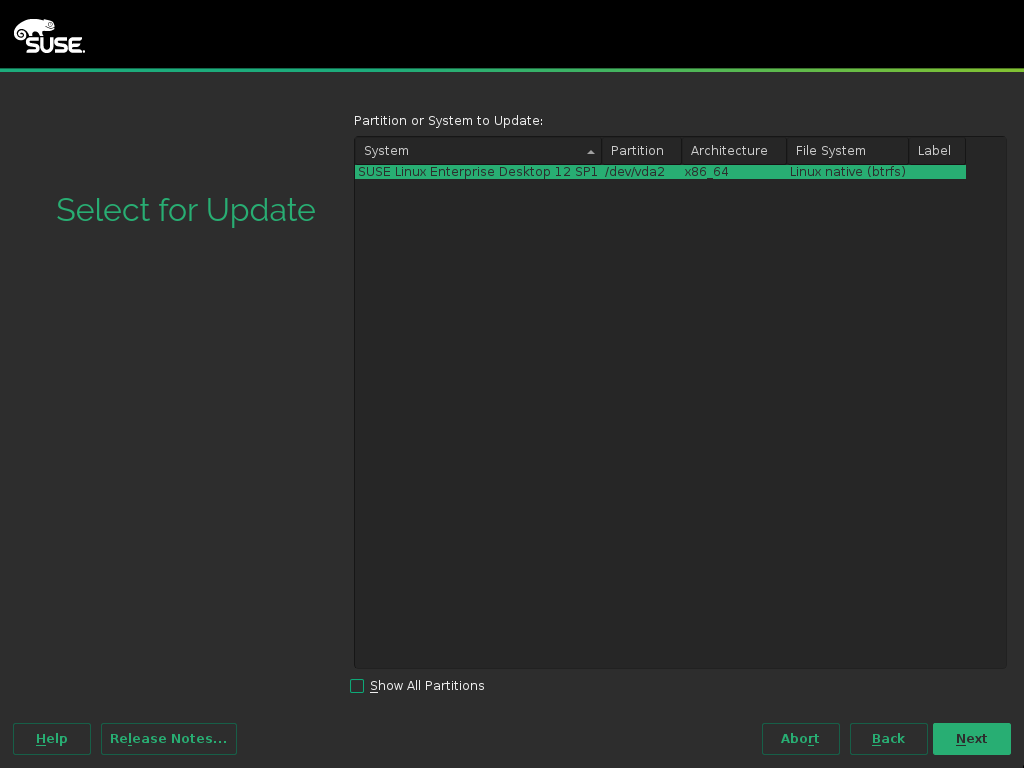 SUSE.
Partition or System to Update:
System Partition Architecture File System Label
SUSE Linux Enterprise Desktop 12 SP1 /dev/vda2 x86_64 Linux native (btrfs)
Select for Update
Show All Partitions
Help Release Notes... Abort Back Next